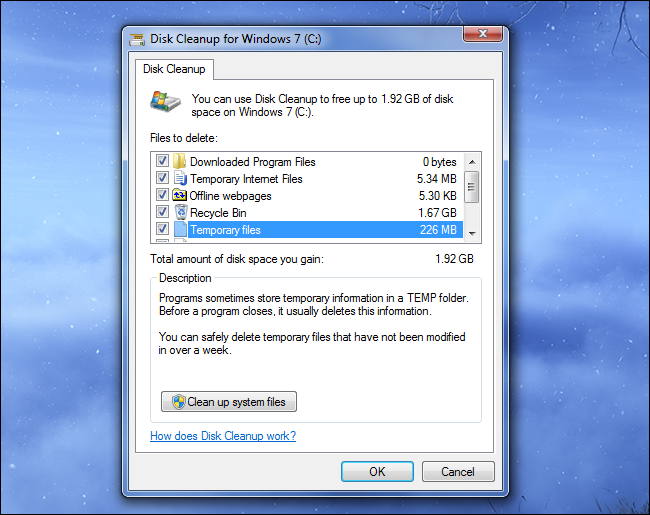 Disk Cleanup for Windows 7 (C:)
Disk Cleanup
You can use Disk Cleanup to free up to 1.92 GB of disk
space on Windows 7 (C:).
Files to delete:
Downloaded Program Files 0 bytes
Temporary Internet Files 5.34 MB
Offline webpages 5.30 KB
Recycle Bin 1.67 GB
Temporary files 226 MB
Total amount of disk space you gain: 1.92 GB
Description
Programs sometimes store temporary information in a TEMP folder.
Before a program closes, it usually deletes this information.
You can safely delete temporary files that have not been modified
in over a week.
Clean up system files
How does Disk Cleanup work?
OK Cancel